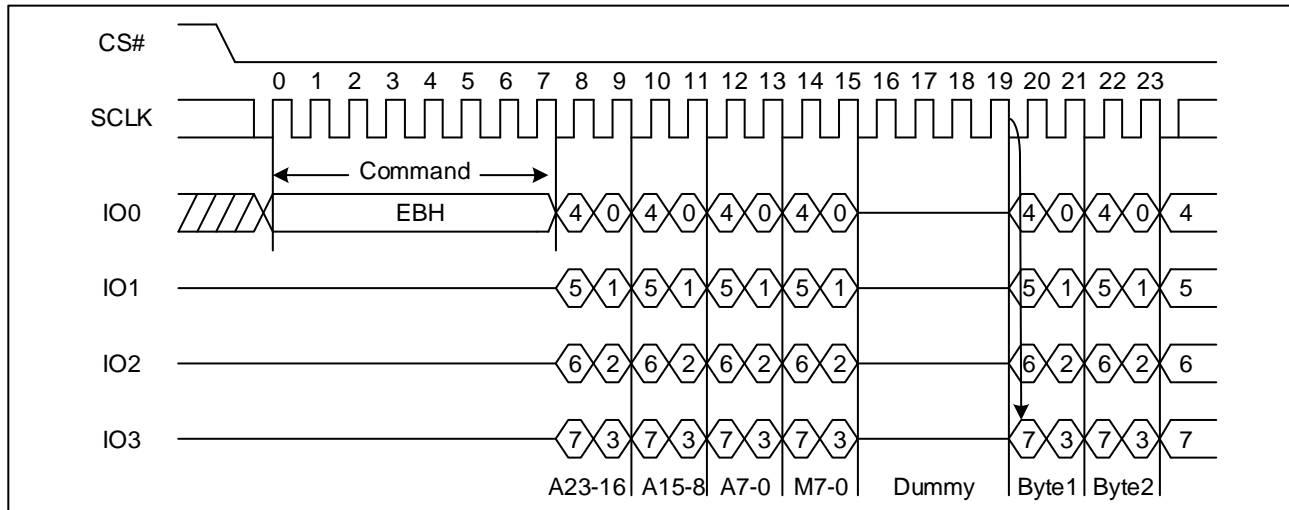 CS#
0 1 2 3 4 5 6 7 8 9 10 11 12 13 14 15 16 17 18 19 20 21 22 23
SCLK
Command
IO0 EBH 4 0 4 0 4 0 4 0 4 0 4 0 4
IO1 5 1 5 1 5 1 5 1 5 1 5 1 5
IO2 6 2 6 2 6 2 6 2 6 2 6 2 6
IO3 7 3 7 3 7 3 7 3 7 3 7 3 7
A23-16 A15-8 A7-0 M7-0 Dummy Byte1 Byte2